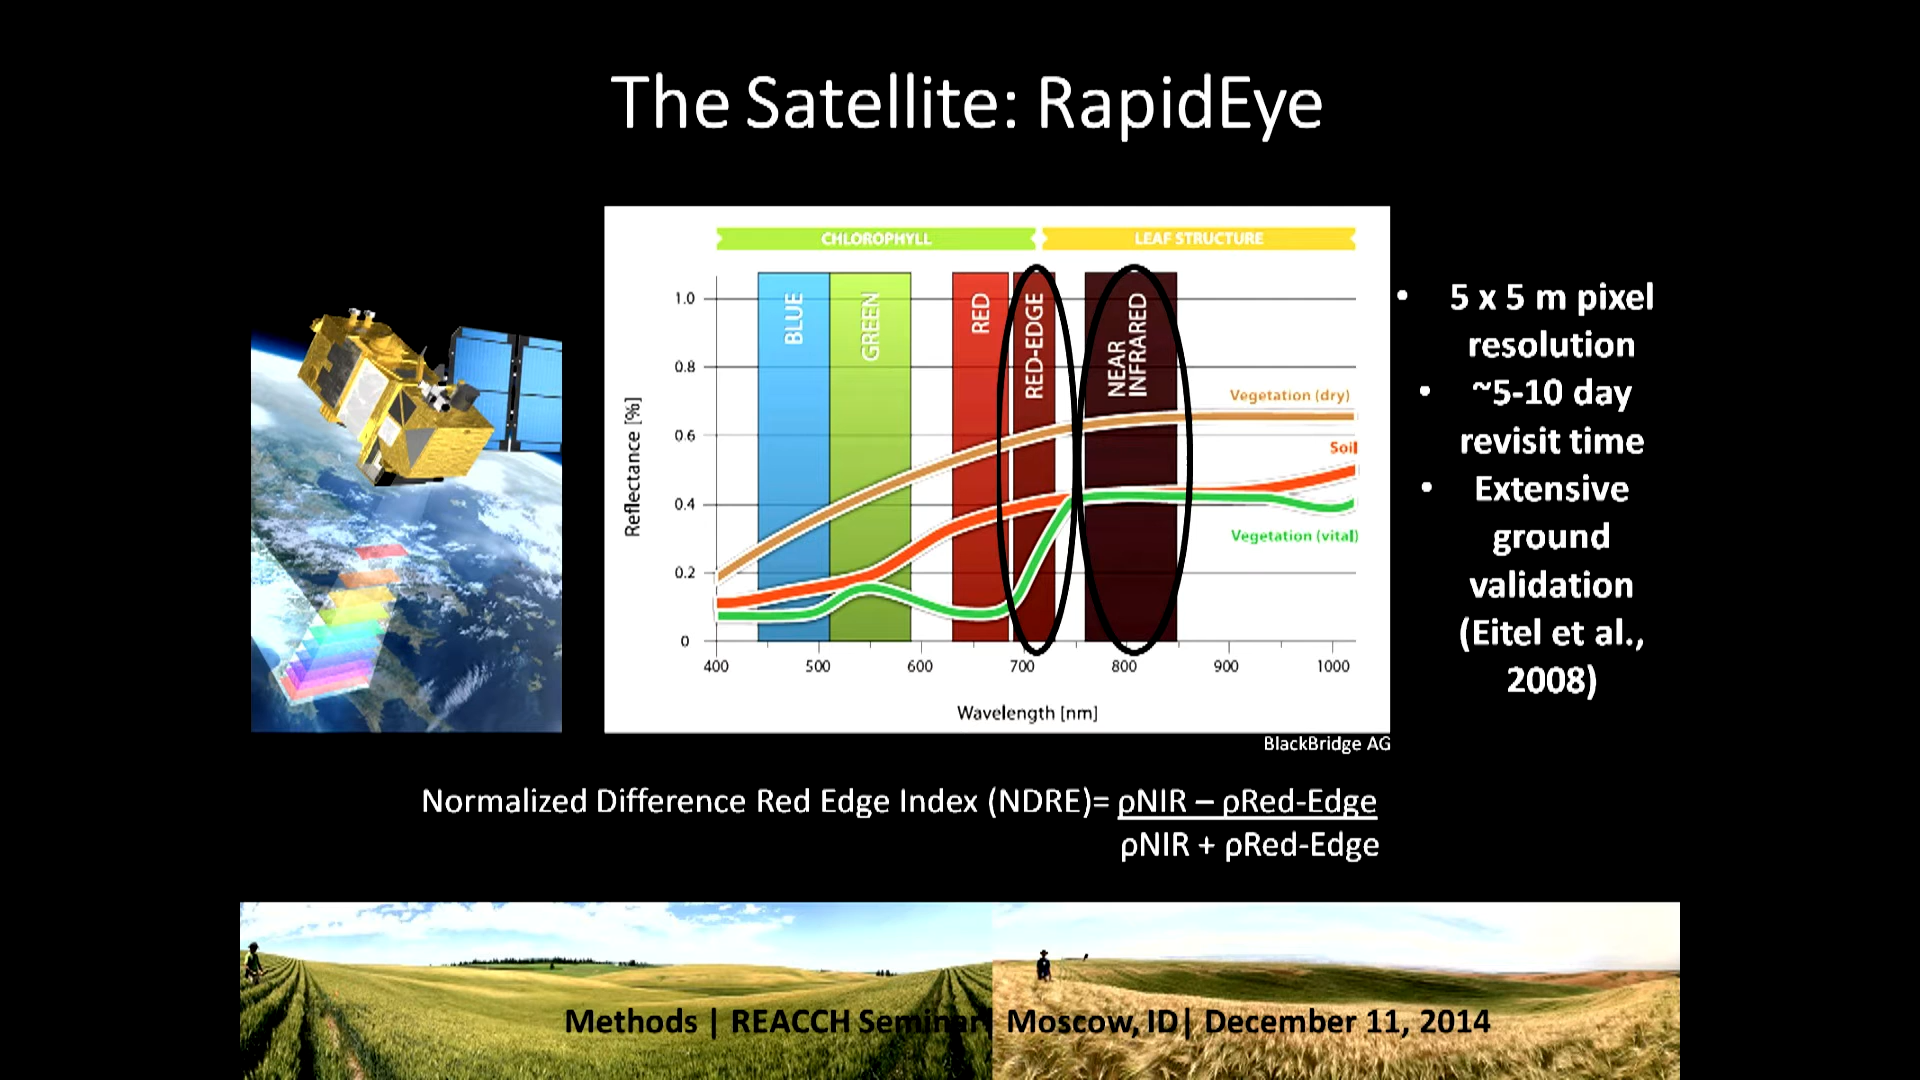 The Satellite: RapidEye
CHLOROPHYLL
LEAF STRUCTURE
BLUE
GREEN
RED
RED-EDGE
NEAR
INFRARED
Reflectance [%]
1.0
0.8
0.6
0.4
0.2
0
Vegetation (dry)
Soil
Vegetation (vital)
400 500 600 700 800 900 1000
Wavelength [nm]
BlackBridge AG
• 5 x 5 m pixel
resolution
• ~5-10 day
revisit time
• Extensive
ground
validation
(Eitel et al.,
2008)
Normalized Difference Red Edge Index (NDRE)= ρNIR – ρRed-Edge
ρNIR + ρRed-Edge
Methods | REACCH Seminar| Moscow, ID| December 11, 2014